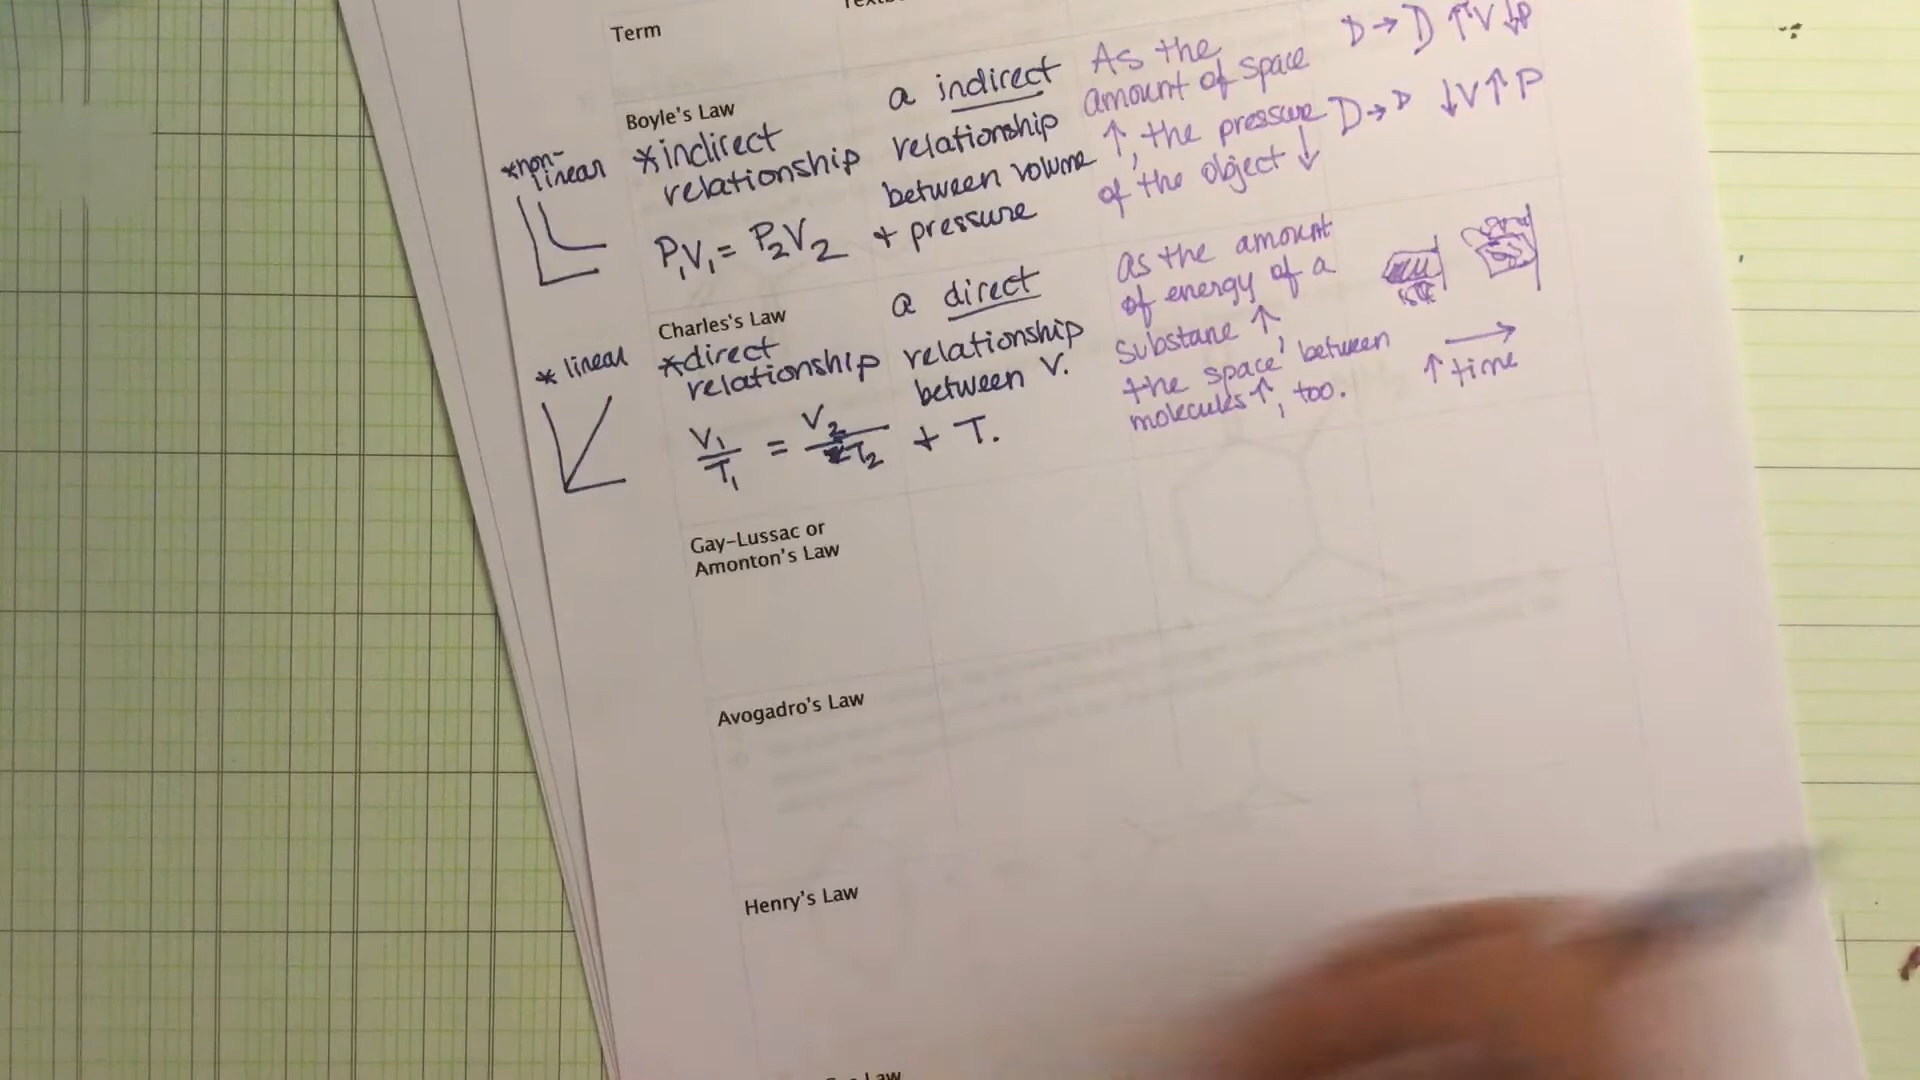 Term
Boyle's Law
*indirect
relationship
P₁V₁ = P₂V₂
*non-
linear
a indirect
relationship
between volume
+ pressure
As the
amount of space
↑, the pressure
of the object ↓
D → D ↑V ↓P
D → D ↓V ↑P
Charles's Law
*direct
relationship
V₁/T₁ = V₂/T₂
* linear
a direct
relationship
between V.
+ T.
as the amount
of energy of a
substane ↑,
the space between
molecules ↑, too.
→
↑ time
Gay-Lussac or
Amonton's Law
Avogadro's Law
Henry's Law
Law